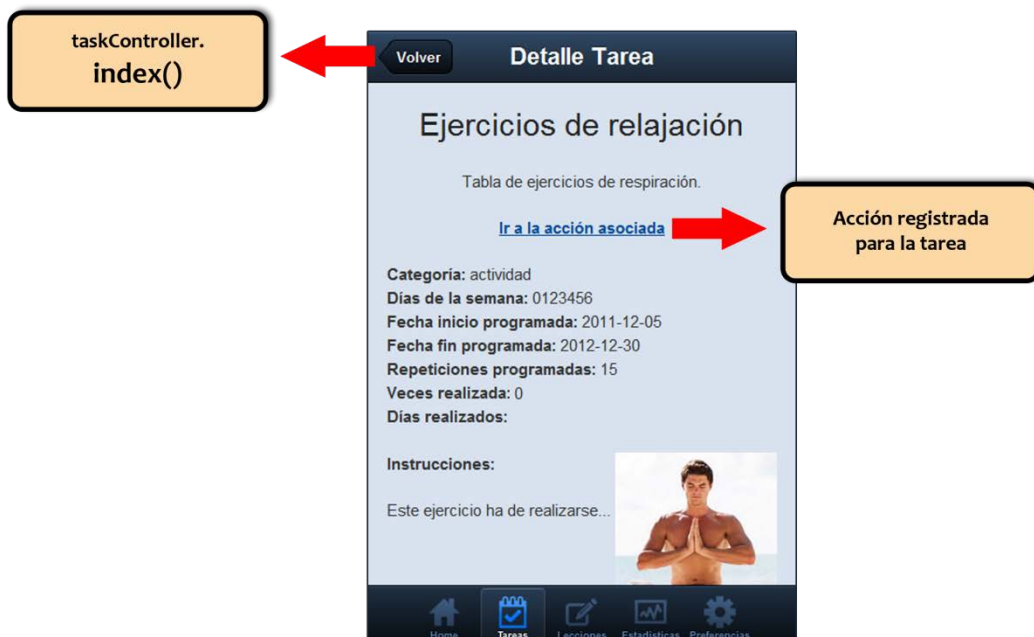 taskController.
index()
Volver
Detalle Tarea
Ejercicios de relajación
Tabla de ejercicios de respiración.
Ir a la acción asociada
Acción registrada
para la tarea
Categoría: actividad
Días de la semana: 0123456
Fecha inicio programada: 2011-12-05
Fecha fin programada: 2012-12-30
Repeticiones programadas: 15
Veces realizada: 0
Días realizados:
Instrucciones:
Este ejercicio ha de realizarse...
Home Tareas Lecciones Estadísticas Preferencias